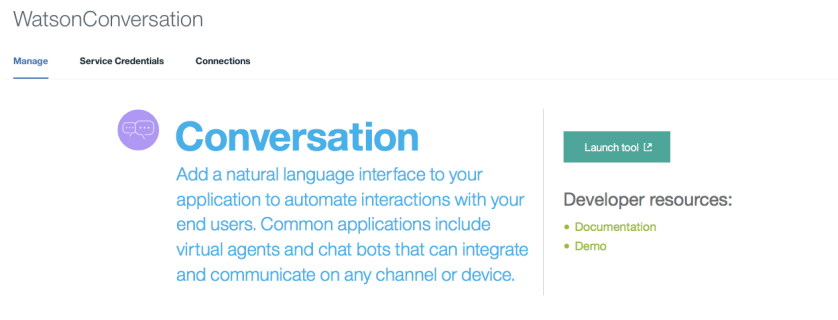 WatsonConversation
Manage Service Credentials Connections
Conversation
Add a natural language interface to your
application to automate interactions with your
end users. Common applications include
virtual agents and chat bots that can integrate
and communicate on any channel or device.
Launch tool
Developer resources:
Documentation
Demo